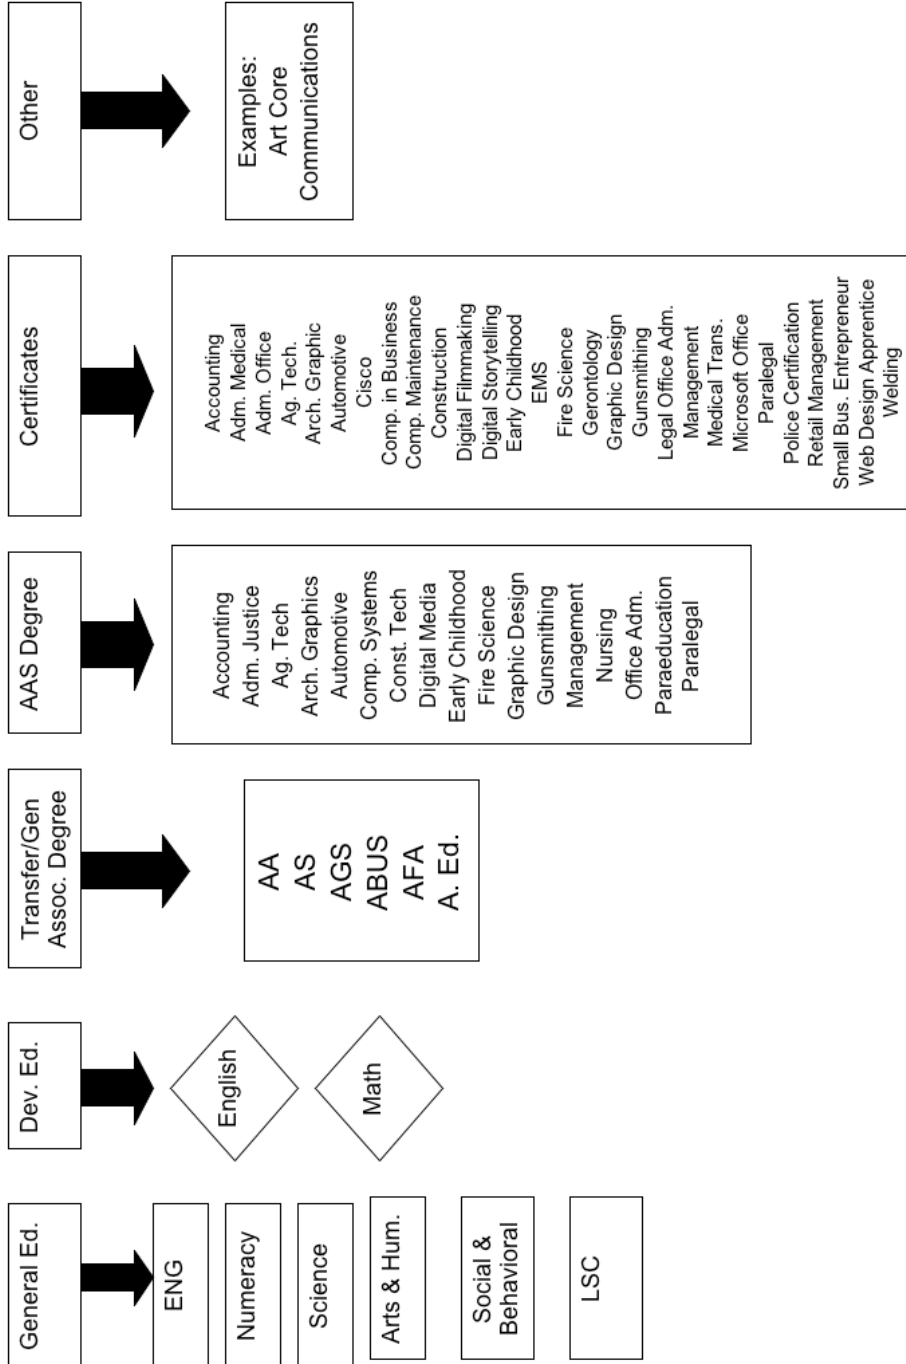 General Ed.
ENG
Numeracy
Science
Arts & Hum.
Social &
Behavioral
LSC
Dev. Ed.
English
Math
Transfer/Gen
Assoc. Degree
AA
AS
AGS
ABUS
AFA
A. Ed.
AAS Degree
Accounting
Adm. Justice
Ag. Tech
Arch. Graphics
Automotive
Comp. Systems
Const. Tech
Digital Media
Early Childhood
Fire Science
Graphic Design
Gunsmithing
Management
Nursing
Office Adm.
Paraeducation
Paralegal
Certificates
Accounting
Adm. Medical
Adm. Office
Ag. Tech.
Arch. Graphic
Automotive
Cisco
Comp. in Business
Comp. Maintenance
Construction
Digital Filmmaking
Digital Storytelling
Early Childhood
EMS
Fire Science
Gerontology
Graphic Design
Gunsmithing
Legal Office Adm.
Management
Medical Trans.
Microsoft Office
Paralegal
Police Certification
Retail Management
Small Bus. Entrepreneur
Web Design Apprentice
Welding
Other
Examples:
Art Core
Communications